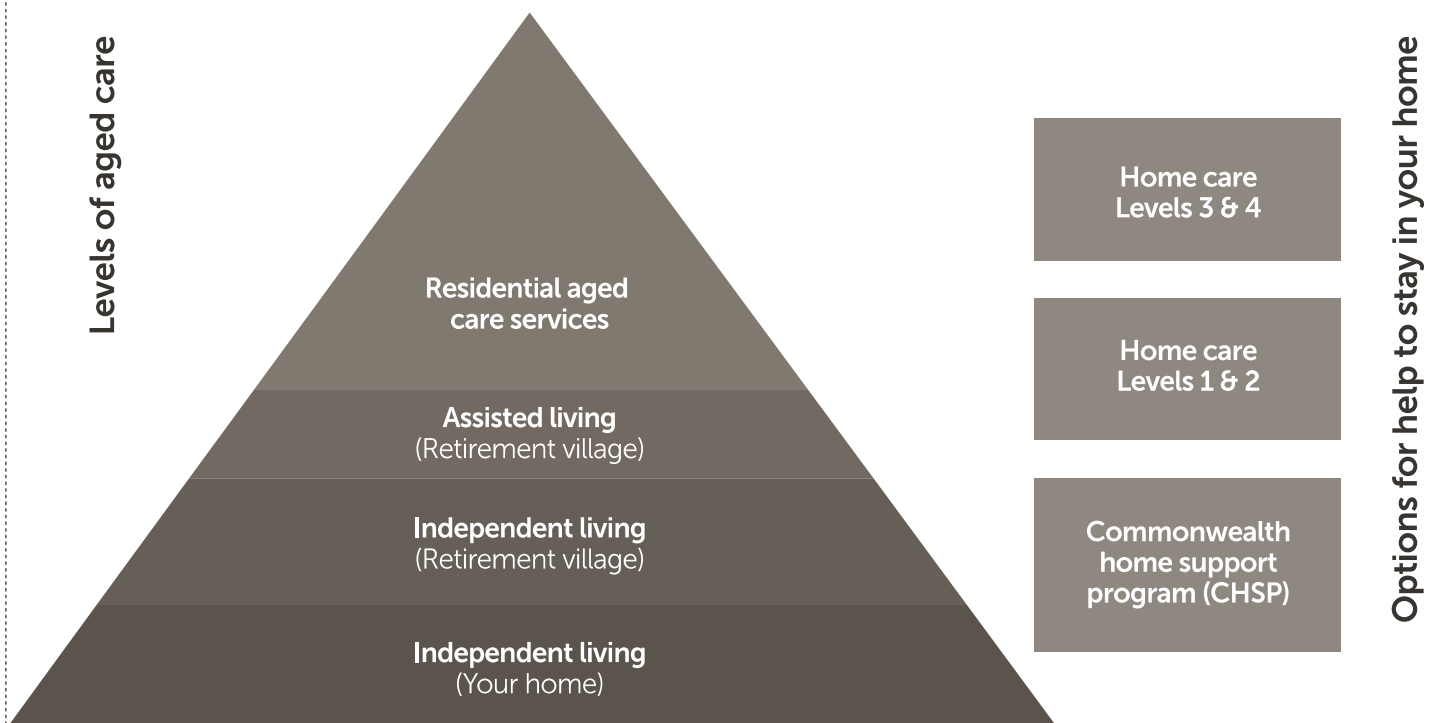 Levels of aged care
Residential aged
care services
Assisted living
(Retirement village)
Independent living
(Retirement village)
Independent living
(Your home)
Home care
Levels 3 & 4
Home care
Levels 1 & 2
Commonwealth
home support
program (CHSP)
Options for help to stay in your home